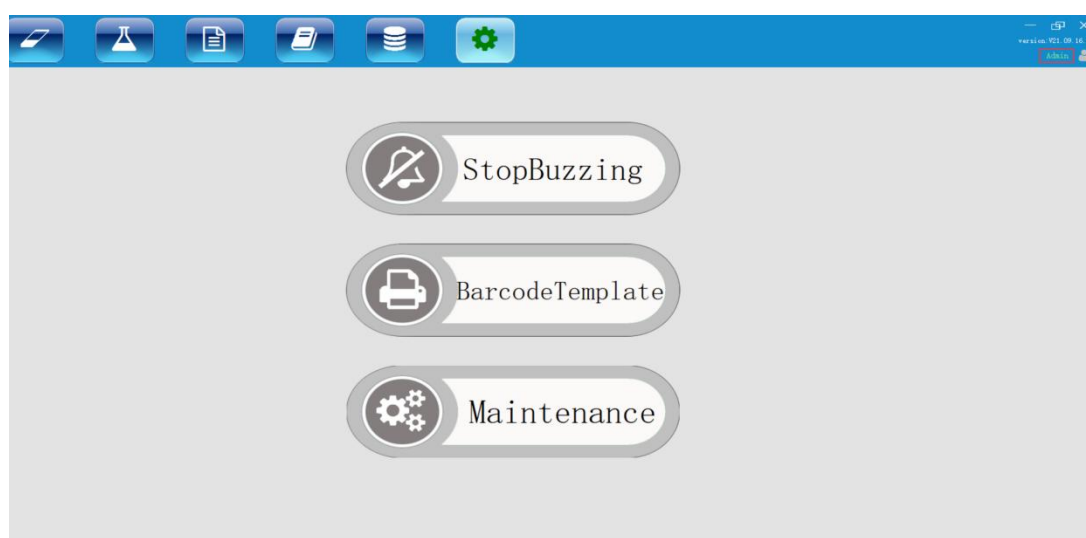 version:V21.09.16.
Admin
StopBuzzing
BarcodeTemplate
Maintenance